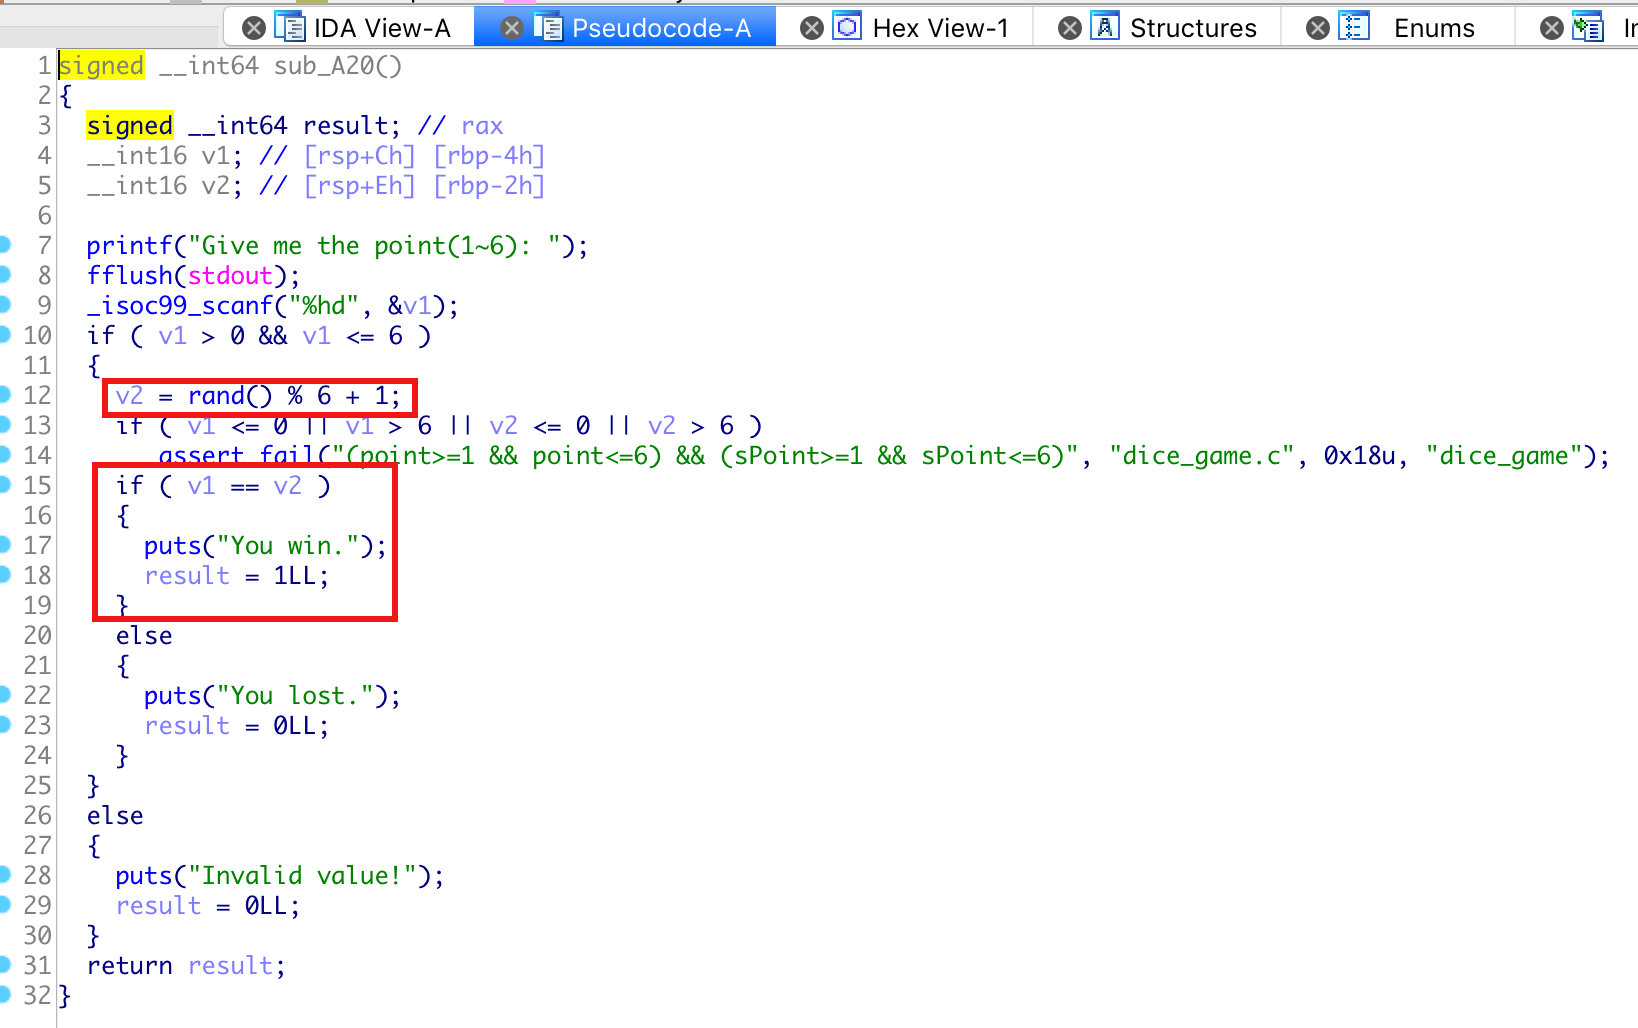 IDA View-A Pseudocode-A Hex View-1 Structures Enums
1 signed __int64 sub_A20()
2 {
3 signed __int64 result; // rax
4 __int16 v1; // [rsp+Ch] [rbp-4h]
5 __int16 v2; // [rsp+Eh] [rbp-2h]
6
7 printf("Give me the point(1~6): ");
8 fflush(stdout);
9 _isoc99_scanf("%hd", &v1);
10 if ( v1 > 0 && v1 <= 6 )
11 {
12 v2 = rand() % 6 + 1;
13 if ( v1 <= 0 || v1 > 6 || v2 <= 0 || v2 > 6 )
14 assert_fail("(point>=1 && point<=6) && (sPoint>=1 && sPoint<=6)", "dice_game.c", 0x18u, "dice_game");
15 if ( v1 == v2 )
16 {
17 puts("You win.");
18 result = 1LL;
19 }
20 else
21 {
22 puts("You lost.");
23 result = 0LL;
24 }
25 }
26 else
27 {
28 puts("Invalid value!");
29 result = 0LL;
30 }
31 return result;
32 }